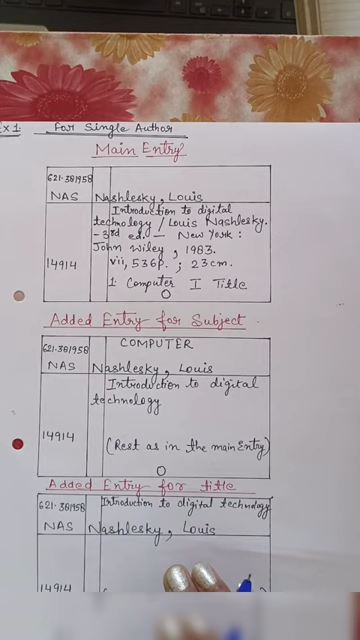 Ex 1. For Single Author
Main Entry
621.381958
NAS Nashlesky, Louis
Introduction to digital
technology / Louis Nashlesky.
- 3rd ed. — New York :
John Wiley, 1983.
14914 vii, 536p. ; 23cm.
1. Computer I Title
Added Entry for Subject
621.381958 COMPUTER
NAS Nashlesky, Louis
Introduction to digital
technology
14914 (Rest as in the main Entry)
Added Entry for title
621.381958 Introduction to digital technology
NAS Nashlesky, Louis
14914